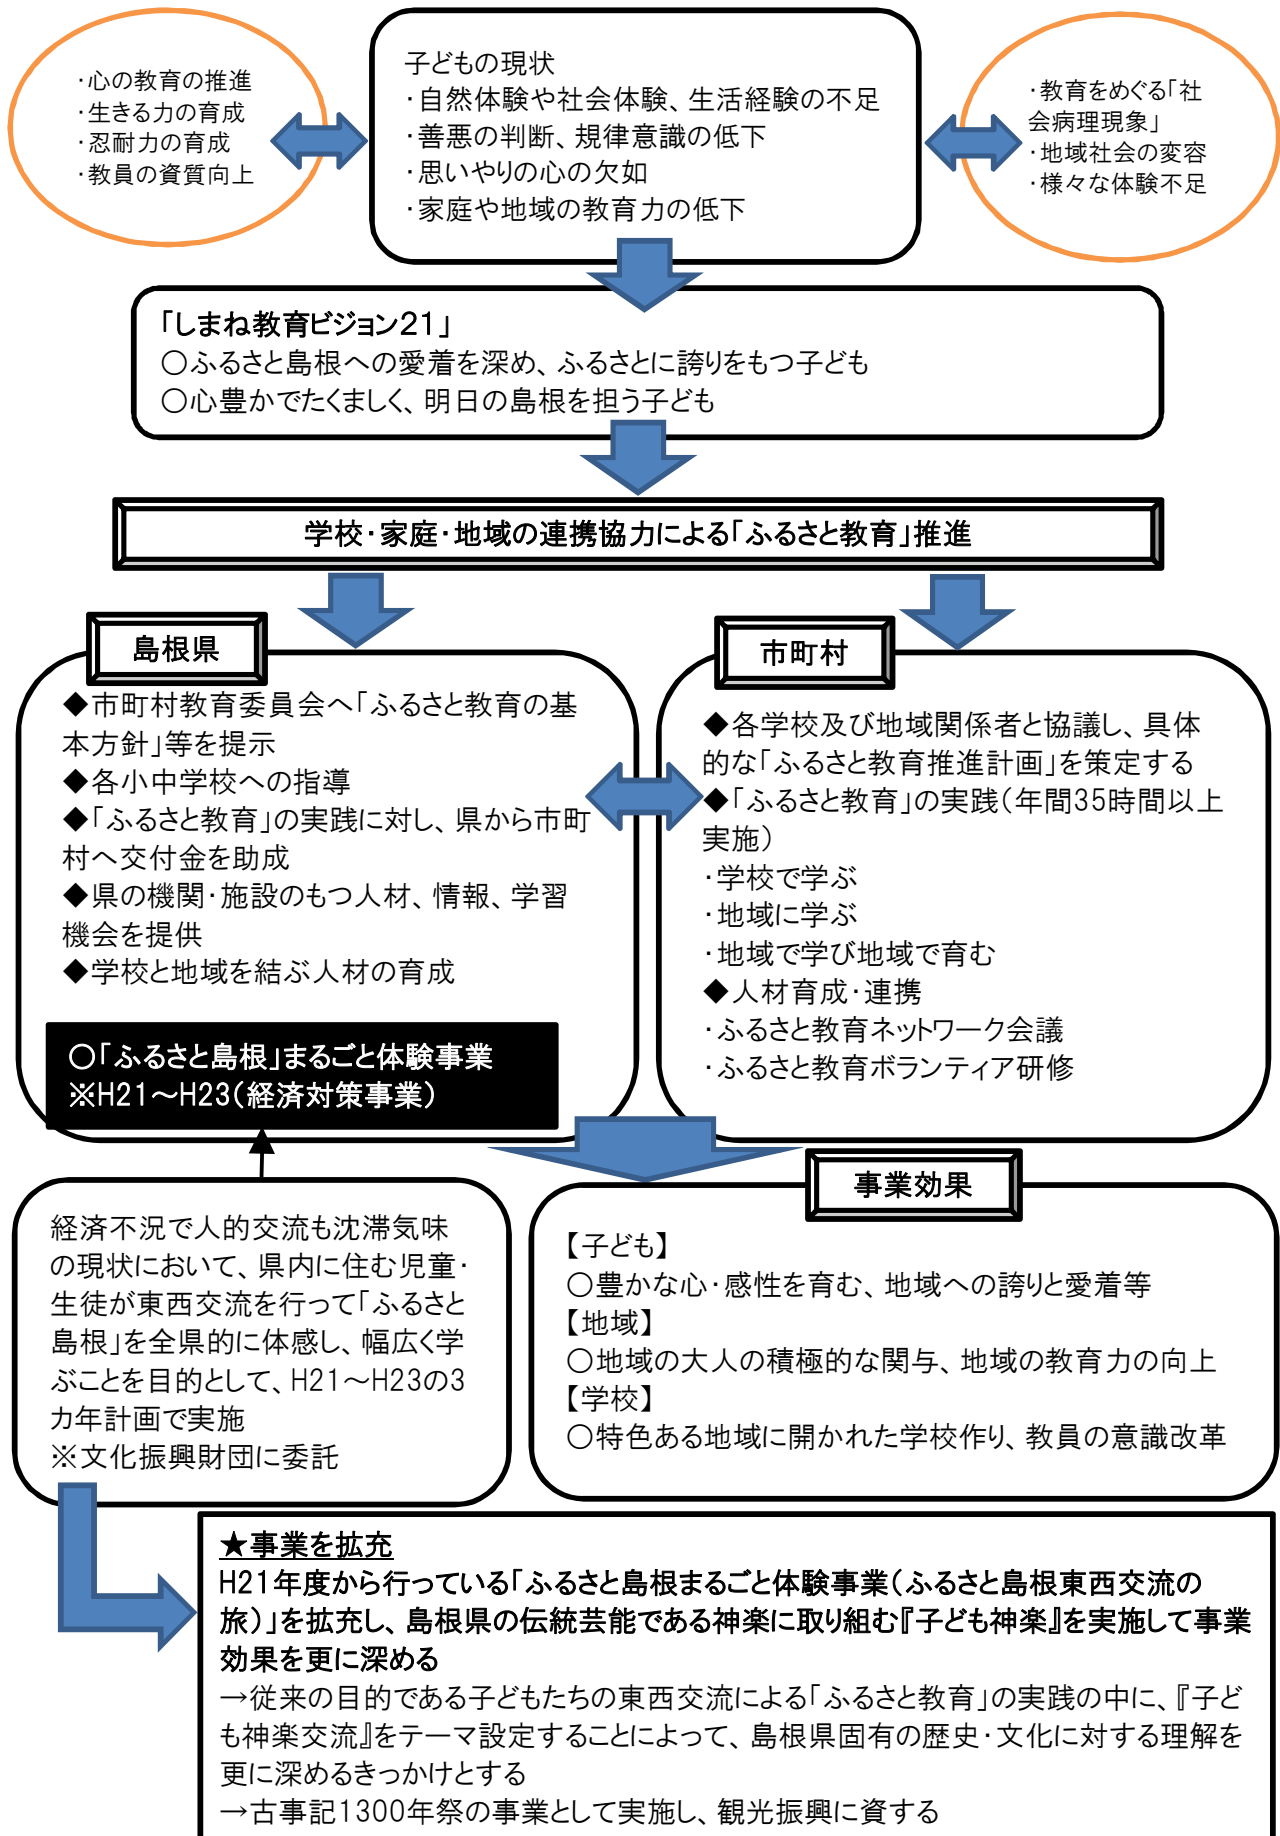 ・心の教育の推進
・生きる力の育成
・忍耐力の育成
・教員の資質向上
子どもの現状
・自然体験や社会体験、生活経験の不足
・善悪の判断、規律意識の低下
・思いやりの心の欠如
・家庭や地域の教育力の低下
・教育をめぐる「社
会病理現象」
・地域社会の変容
・様々な体験不足
「しまね教育ビジョン21」
○ふるさと島根への愛着を深め、ふるさとに誇りをもつ子ども
○心豊かでたくましく、明日の島根を担う子ども
学校・家庭・地域の連携協力による「ふるさと教育」推進
島根県
◆市町村教育委員会へ「ふるさと教育の基
本方針」等を提示
◆各小中学校への指導
◆「ふるさと教育」の実践に対し、県から市町
村へ交付金を助成
◆県の機関・施設のもつ人材、情報、学習
機会を提供
◆学校と地域を結ぶ人材の育成
○「ふるさと島根」まるごと体験事業
※H21～H23（経済対策事業）
市町村
◆各学校及び地域関係者と協議し、具体
的な「ふるさと教育推進計画」を策定する
◆「ふるさと教育」の実践（年間35時間以上
実施）
・学校で学ぶ
・地域に学ぶ
・地域で学び地域で育む
◆人材育成・連携
・ふるさと教育ネットワーク会議
・ふるさと教育ボランティア研修
経済不況で人的交流も沈滞気味
の現状において、県内に住む児童・
生徒が東西交流を行って「ふるさと
島根」を全県的に体感し、幅広く学
ぶことを目的として、H21～H23の3
カ年計画で実施
※文化振興財団に委託
事業効果
【子ども】
○豊かな心・感性を育む、地域への誇りと愛着等
【地域】
○地域の大人の積極的な関与、地域の教育力の向上
【学校】
○特色ある地域に開かれた学校作り、教員の意識改革
★事業を拡充
H21年度から行っている「ふるさと島根まるごと体験事業（ふるさと島根東西交流の
旅）」を拡充し、島根県の伝統芸能である神楽に取り組む『子ども神楽』を実施して事業
効果を更に深める
→従来の目的である子どもたちの東西交流による「ふるさと教育」の実践の中に、『子ど
も神楽交流』をテーマ設定することによって、島根県固有の歴史・文化に対する理解を
更に深めるきっかけとする
→古事記1300年祭の事業として実施し、観光振興に資する